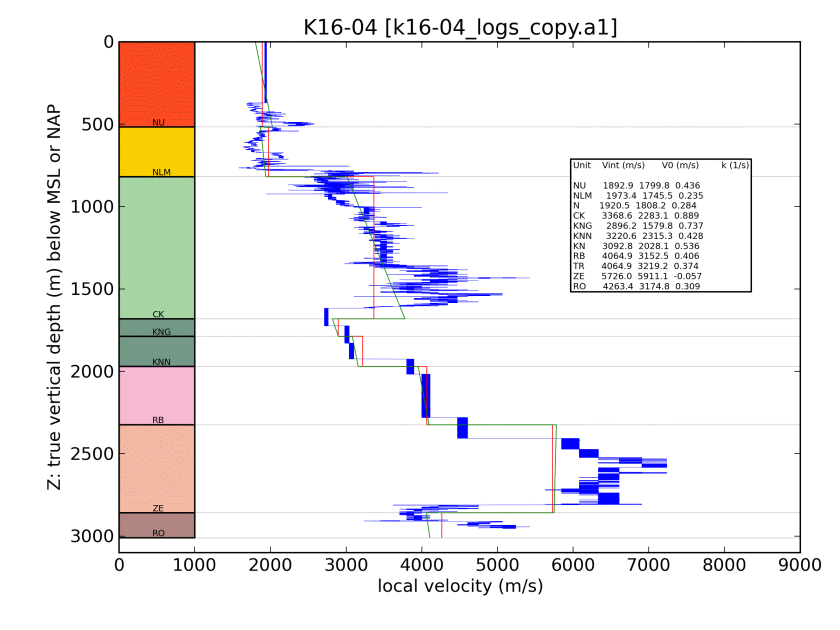 K16-04 [k16-04_logs_copy.a1]
Z: true vertical depth (m) below MSL or NAP
0
500
1000
1500
2000
2500
3000
NU
NLM
CK
KNG
KNN
RB
ZE
RO
Unit Vint (m/s) V0 (m/s) k (1/s)
NU 1892.9 1799.8 0.436
NLM 1973.4 1745.5 0.235
N 1920.5 1808.2 0.284
CK 3368.6 2283.1 0.889
KNG 2896.2 1579.8 0.737
KNN 3220.6 2315.3 0.428
KN 3092.8 2028.1 0.536
RB 4064.9 3152.5 0.406
TR 4064.9 3219.2 0.374
ZE 5726.0 5911.1 -0.057
RO 4263.4 3174.8 0.309
0 1000 2000 3000 4000 5000 6000 7000 8000 9000
local velocity (m/s)